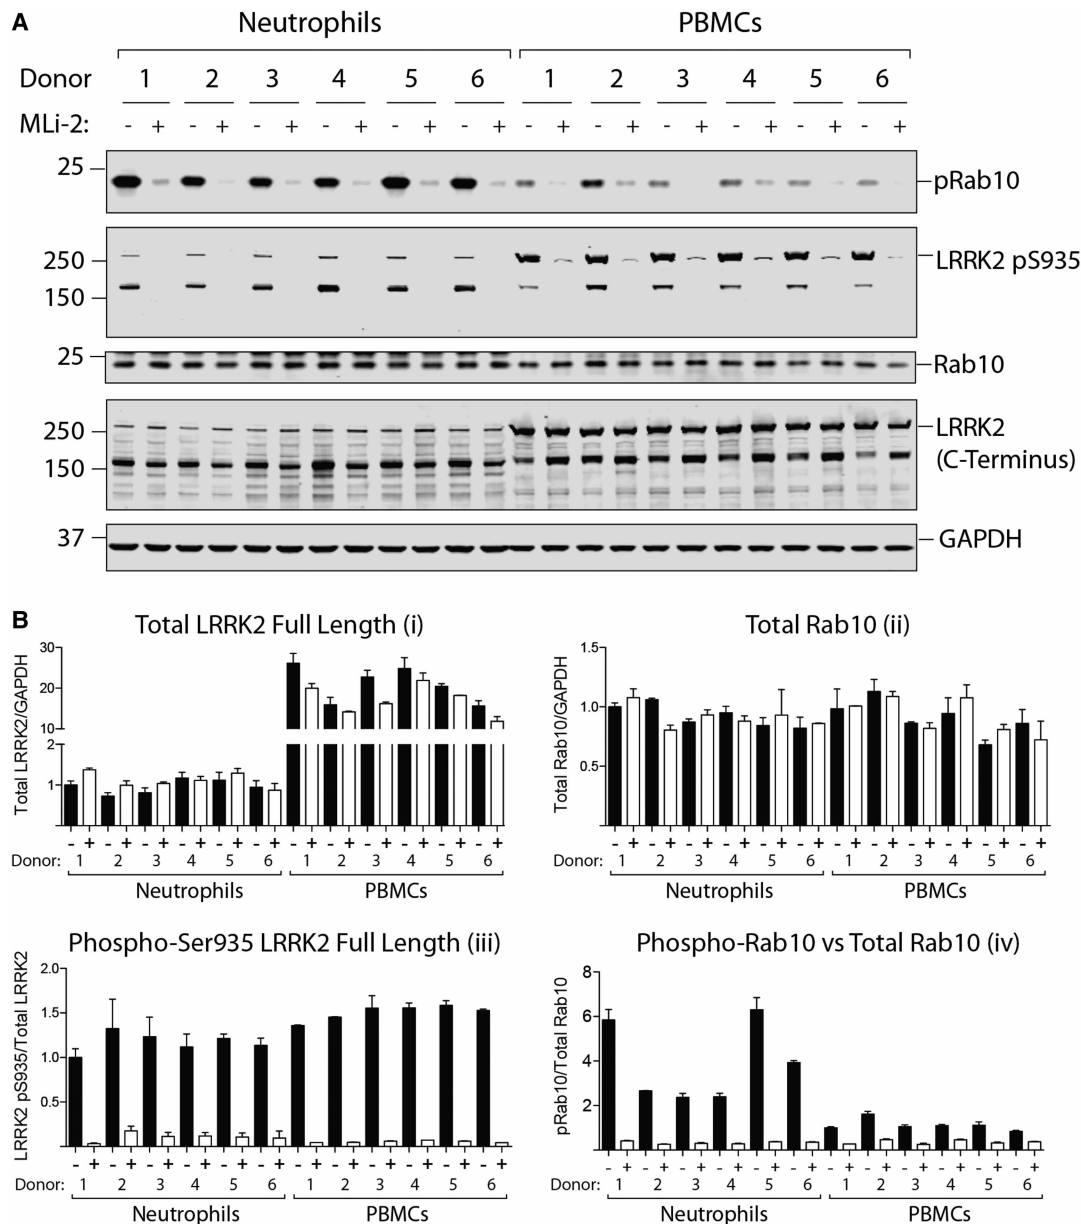 A
Neutrophils PBMCs
Donor 1 2 3 4 5 6 1 2 3 4 5 6
MLi-2: - + - + - + - + - + - + - + - + - + - + - + - +
25 pRab10
250 LRRK2 pS935
150
25 Rab10
250 LRRK2
150 (C-Terminus)
37 GAPDH
B
Total LRRK2 Full Length (i)
Total LRRK2/GAPDH
30
20
10
2
1
- + - + - + - + - + - + - + - + - + - + - + - +
Donor: 1 2 3 4 5 6 1 2 3 4 5 6
Neutrophils PBMCs
Total Rab10 (ii)
Total Rab10/GAPDH
1.5
1.0
0.5
- + - + - + - + - + - + - + - + - + - + - + - +
Donor: 1 2 3 4 5 6 1 2 3 4 5 6
Neutrophils PBMCs
Phospho-Ser935 LRRK2 Full Length (iii)
LRRK2 pS935/Total LRRK2
2.0
1.5
1.0
0.5
- + - + - + - + - + - + - + - + - + - + - + - +
Donor: 1 2 3 4 5 6 1 2 3 4 5 6
Neutrophils PBMCs
Phospho-Rab10 vs Total Rab10 (iv)
pRab10/Total Rab10
8
6
4
2
- + - + - + - + - + - + - + - + - + - + - + - +
Donor: 1 2 3 4 5 6 1 2 3 4 5 6
Neutrophils PBMCs